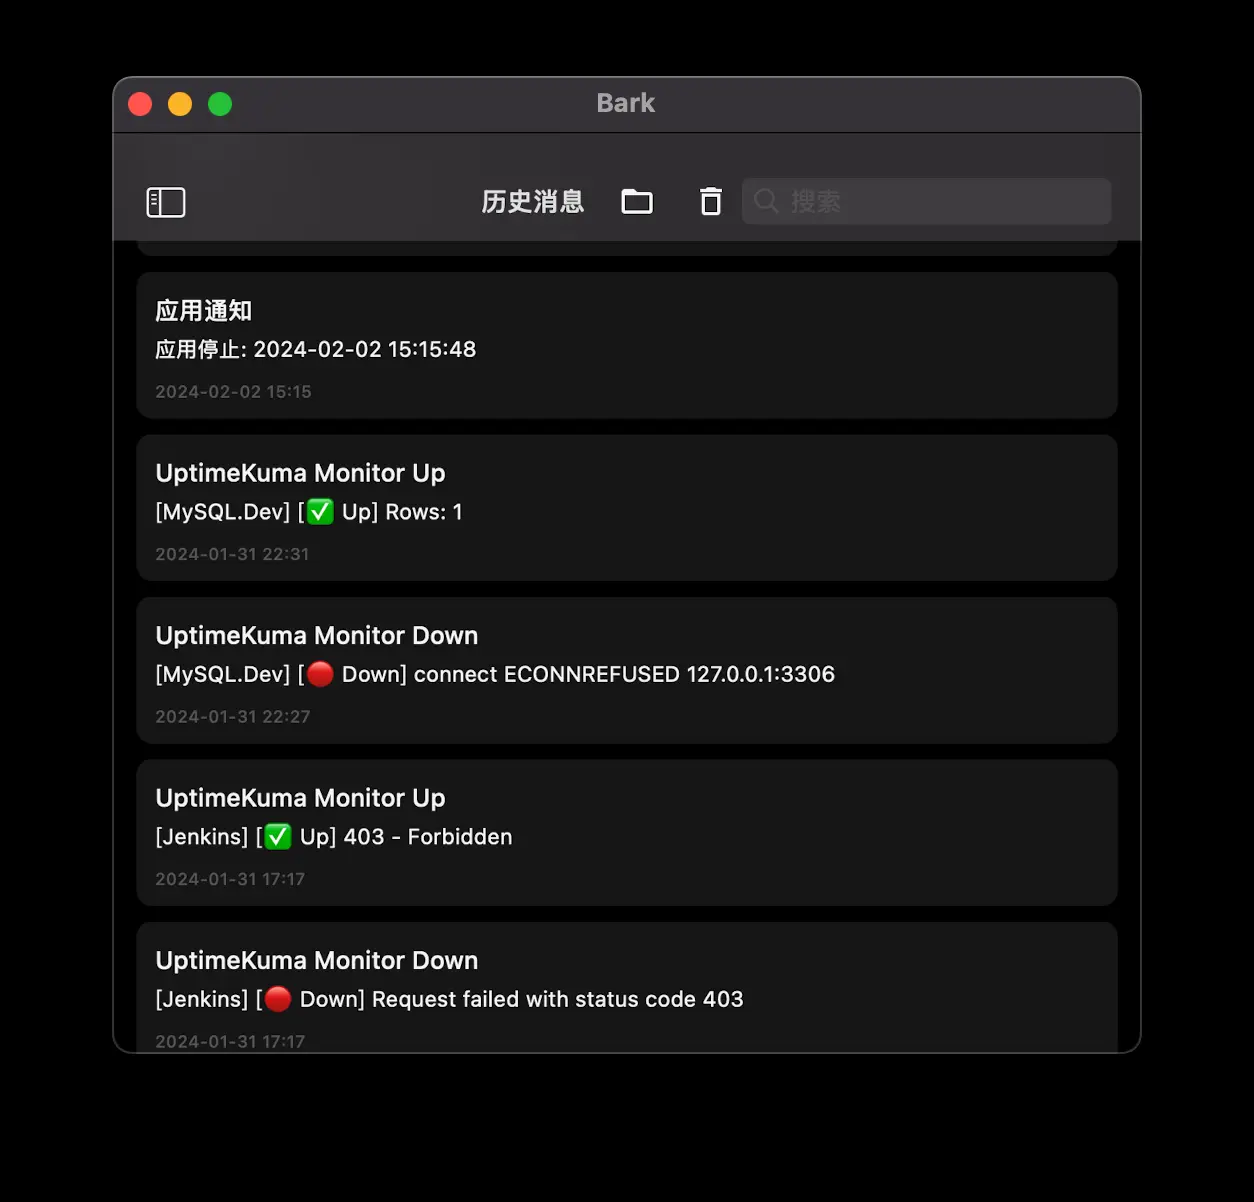 Bark
历史消息
搜索
应用通知
应用停止: 2024-02-02 15:15:48
2024-02-02 15:15
UptimeKuma Monitor Up
[MySQL.Dev] [✅ Up] Rows: 1
2024-01-31 22:31
UptimeKuma Monitor Down
[MySQL.Dev] [🔴 Down] connect ECONNREFUSED 127.0.0.1:3306
2024-01-31 22:27
UptimeKuma Monitor Up
[Jenkins] [✅ Up] 403 - Forbidden
2024-01-31 17:17
UptimeKuma Monitor Down
[Jenkins] [🔴 Down] Request failed with status code 403
2024-01-31 17:17